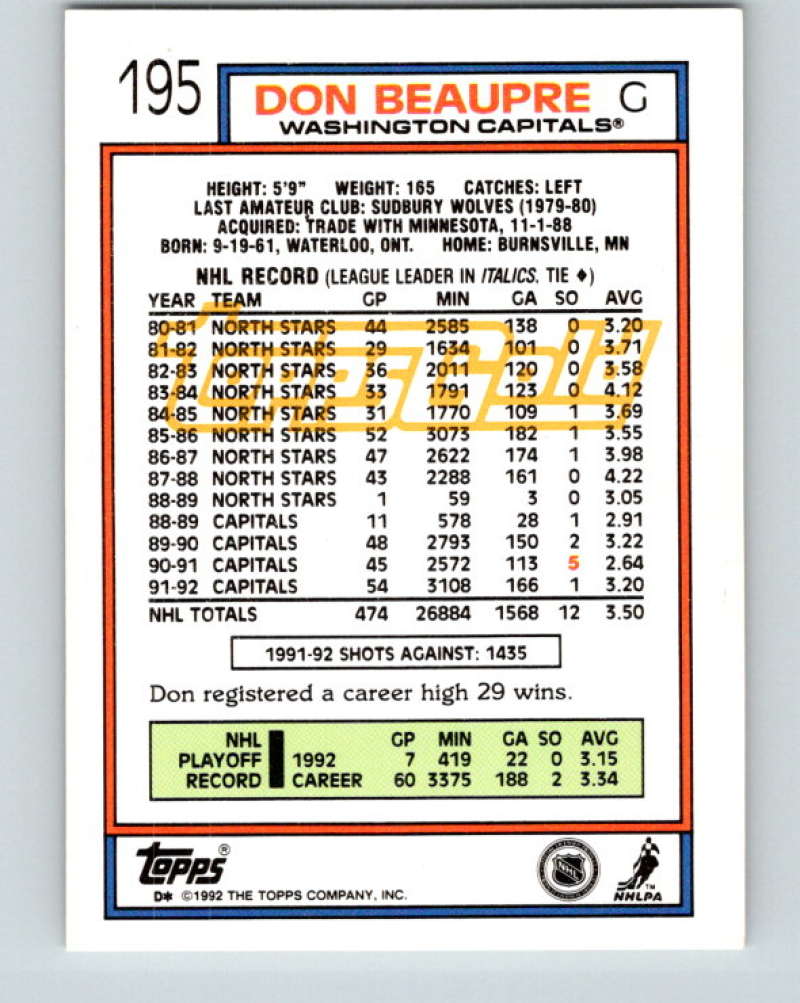 195
DON BEAUPRE G
WASHINGTON CAPITALS®
HEIGHT: 5'9" WEIGHT: 165 CATCHES: LEFT
LAST AMATEUR CLUB: SUDBURY WOLVES (1979-80)
ACQUIRED: TRADE WITH MINNESOTA, 11-1-88
BORN: 9-19-61, WATERLOO, ONT. HOME: BURNSVILLE, MN
NHL RECORD (LEAGUE LEADER IN ITALICS. TIE ♦)
YEAR TEAM GP MIN GA SO AVG
80-81 NORTH STARS 44 2585 138 0 3.20
81-82 NORTH STARS 29 1634 101 0 3.71
82-83 NORTH STARS 36 2011 120 0 3.58
83-84 NORTH STARS 33 1791 123 0 4.12
84-85 NORTH STARS 31 1770 109 1 3.69
85-86 NORTH STARS 52 3073 182 1 3.55
86-87 NORTH STARS 47 2622 174 1 3.98
87-88 NORTH STARS 43 2288 161 0 4.22
88-89 NORTH STARS 1 59 3 0 3.05
88-89 CAPITALS 11 578 28 1 2.91
89-90 CAPITALS 48 2793 150 2 3.22
90-91 CAPITALS 45 2572 113 5 2.64
91-92 CAPITALS 54 3108 166 1 3.20
NHL TOTALS 474 26884 1568 12 3.50
ToppsGold
1991-92 SHOTS AGAINST: 1435
Don registered a career high 29 wins.
NHL GP MIN GA SO AVG
PLAYOFF 1992 7 419 22 0 3.15
RECORD CAREER 60 3375 188 2 3.34
Topps®
D* ©1992 THE TOPPS COMPANY, INC.
NHL
TM
NHLPA